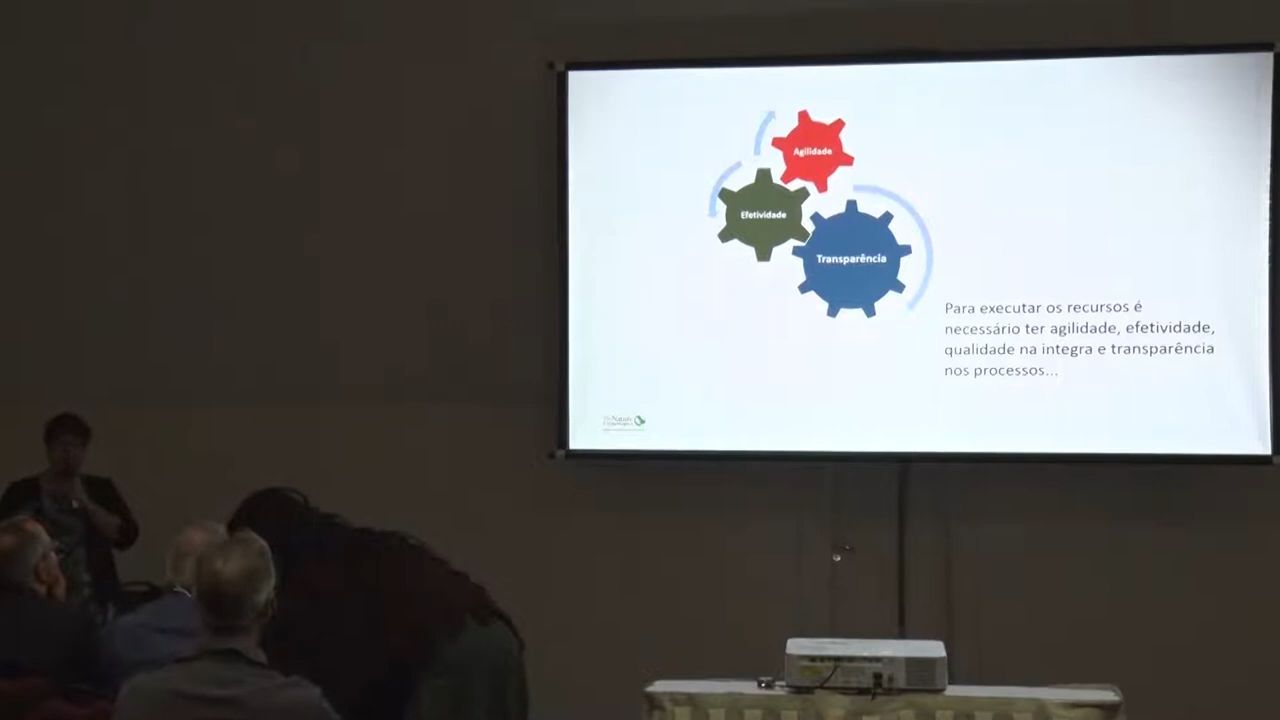 Agilidade
Efetividade
Transparência
Para executar os recursos é
necessário ter agilidade, efetividade,
qualidade na integra e transparência
nos processos...